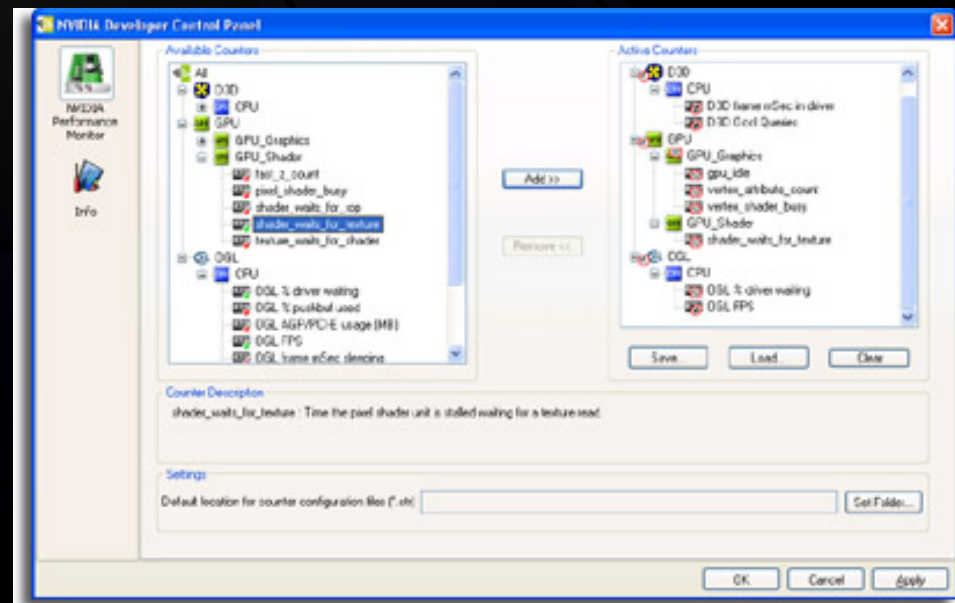 NVIDIA Developer Control Panel
NVIDIA
Performance
Monitor
Info
Available Counters
All
D3D
CPU
GPU
GPU_Graphics
GPU_Shader
fast_z_count
pixel_shader_busy
shader_waits_for_rop
shader_waits_for_texture
texture_waits_for_shader
OGL
CPU
OGL % driver waiting
OGL % pushbuf used
OGL AGP/PCI-E usage (MB)
OGL FPS
OGL frame mSec sleeping
Add >>
Remove <<
Active Counters
D3D
CPU
D3D frame mSec in driver
D3D Occl Queries
GPU
GPU_Graphics
gpu_idle
vertex_attribute_count
vertex_shader_busy
GPU_Shader
shader_waits_for_texture
OGL
CPU
OGL % driver waiting
OGL FPS
Save...
Load...
Clear
Counter Description
shader_waits_for_texture : Time the pixel shader unit is stalled waiting for a texture read.
Settings
Default location for counter configuration files (*.ctr)
Set Folder...
OK
Cancel
Apply